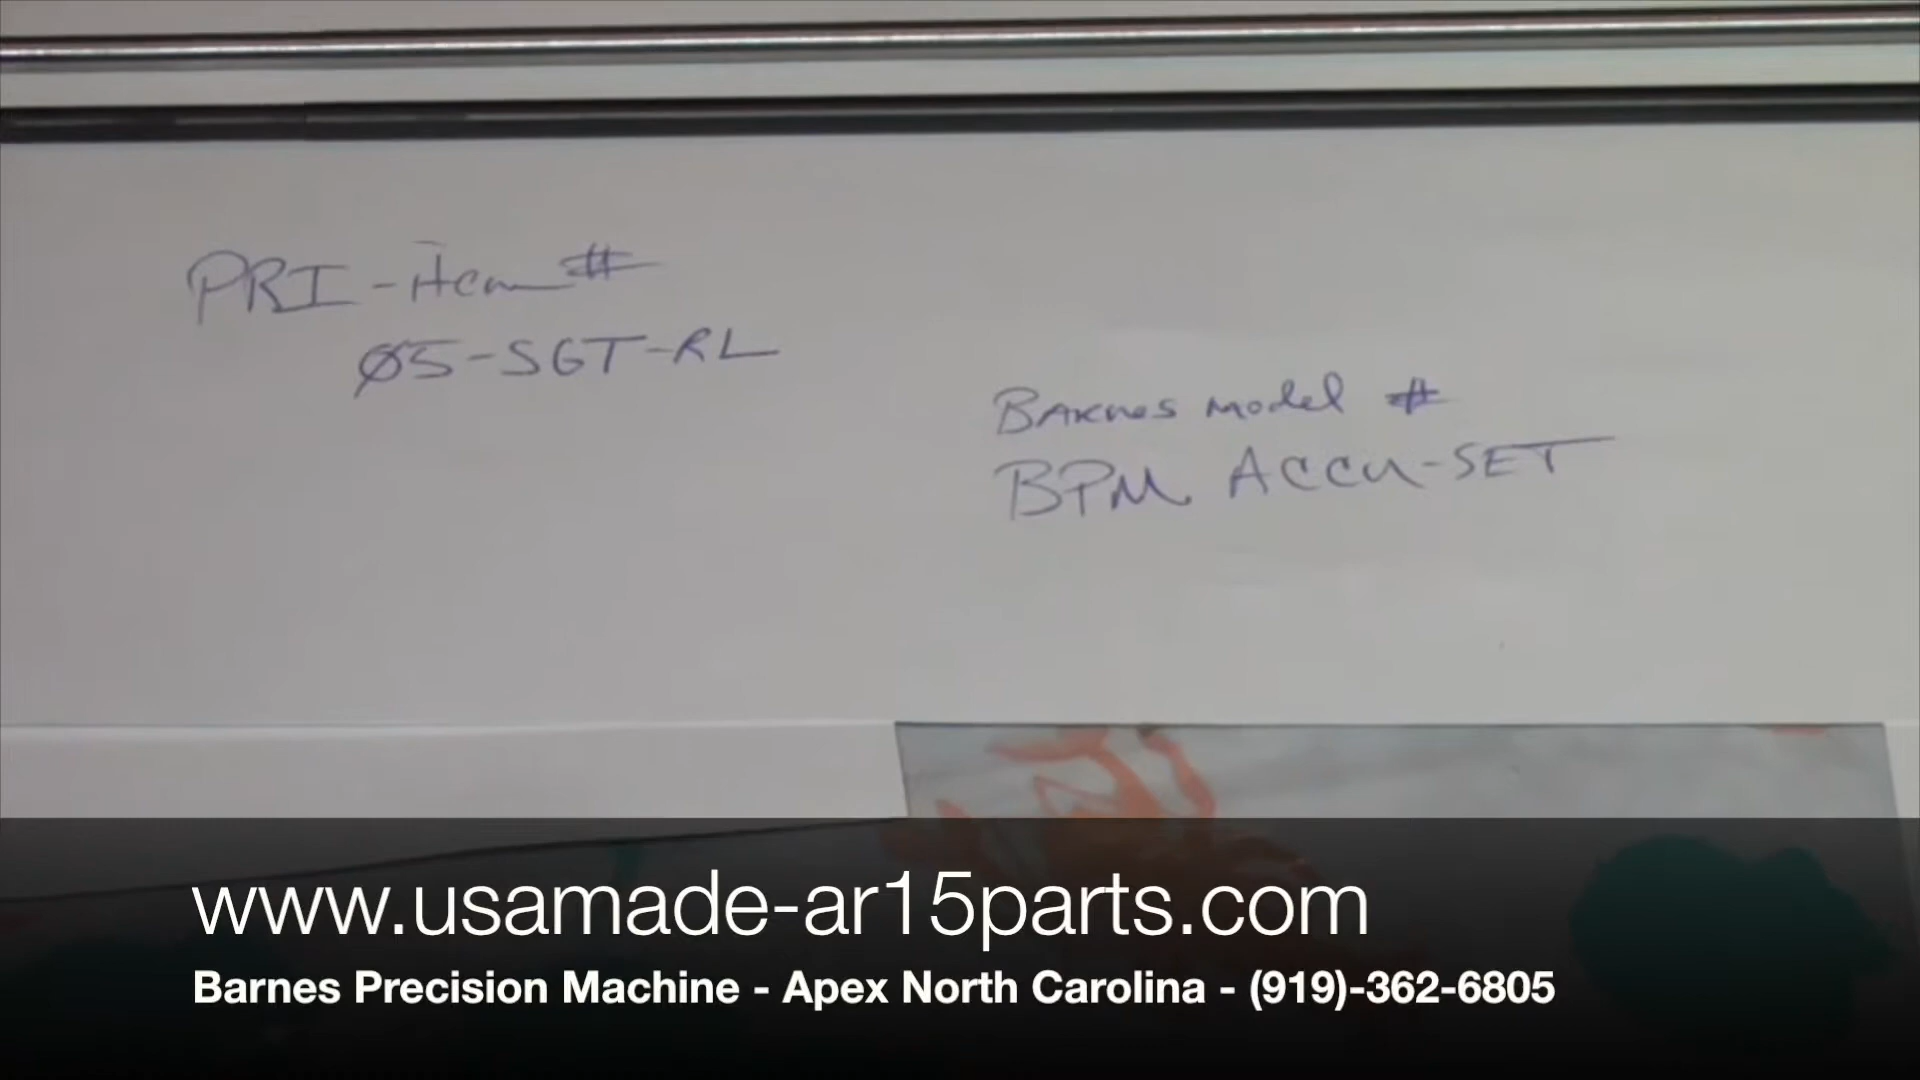 PRI-Item #
Ø5-SGT-RL
BARNES MODEL #
BPM ACCU-SET
www.usamade-ar15parts.com
Barnes Precision Machine - Apex North Carolina - (919)-362-6805